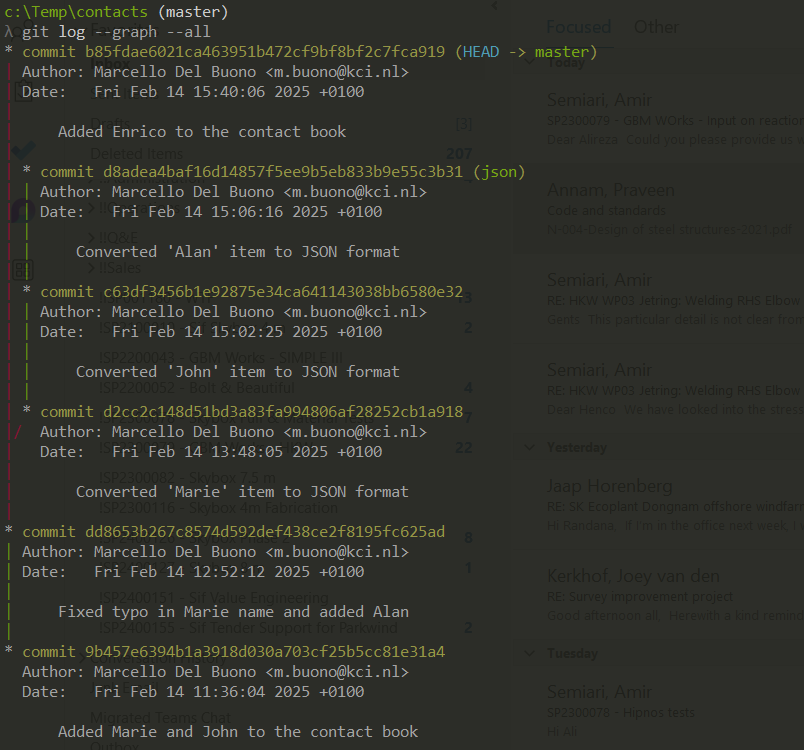 c:\Temp\contacts (master)
λ git log --graph --all
* commit b85fdae6021ca463951b472cf9bf8bf2c7fca919 (HEAD -> master)
| Author: Marcello Del Buono <m.buono@kci.nl>
| Date:   Fri Feb 14 15:40:06 2025 +0100
|
|     Added Enrico to the contact book
|
| * commit d8adea4baf16d14857f5ee9b5eb833b9e55c3b31 (json)
| | Author: Marcello Del Buono <m.buono@kci.nl>
| | Date:   Fri Feb 14 15:06:16 2025 +0100
| |
| |     Converted 'Alan' item to JSON format
| |
| * commit c63df3456b1e92875e34ca641143038bb6580e32
| | Author: Marcello Del Buono <m.buono@kci.nl>
| | Date:   Fri Feb 14 15:02:25 2025 +0100
| |
| |     Converted 'John' item to JSON format
| |
| * commit d2cc2c148d51bd3a83fa994806af28252cb1a918
|/  Author: Marcello Del Buono <m.buono@kci.nl>
|   Date:   Fri Feb 14 13:48:05 2025 +0100
|
|       Converted 'Marie' item to JSON format
|
* commit dd8653b267c8574d592def438ce2f8195fc625ad
| Author: Marcello Del Buono <m.buono@kci.nl>
| Date:   Fri Feb 14 12:52:12 2025 +0100
|
|     Fixed typo in Marie name and added Alan
|
* commit 9b457e6394b1a3918d030a703cf25b5cc81e31a4
  Author: Marcello Del Buono <m.buono@kci.nl>
  Date:   Fri Feb 14 11:36:04 2025 +0100

      Added Marie and John to the contact book
Drafts [3]
Deleted Items 207
IIO&E
IISales
ISP2200043 - GBM Works - SIMPLE III
ISP2200052 - Bolt & Beautiful 4
ISP2300082 - Skybox 7,5 m
ISP2300116 - Skybox 4m Fabrication
ISP2400151 - Sif Value Engineering
ISP2400155 - Sif Tender Support for Parkwind 2
Migrated Teams Chat
Outbox
Focused Other
Today
Semiari, Amir
SP2300079 - GBM WOrks - Input on reaction
Dear Alireza Could you please provide us w
Annam, Praveen
Code and standards
N-004-Design of steel structures(2021.pdf
Semiari, Amir
RE: HKW WP03 Jetring: Welding RHS Elbow
Gents This particular detail is not clear from
Semiari, Amir
RE: HKW WP03 Jetring: Welding RHS Elbow
Dear Henco We have looked into the stress
Yesterday
Jaap Horenberg
RE: SK Ecoplant Dongnam offshore windfarm
Hi Randana, If I'm in the office next week, I
Kerkhof, Joey van den
RE: Survey improvement project
Good afternoon all, Herewith a kind remind
Tuesday
Semiari, Amir
SP2300078 - Hipnos tests
Hi Ali